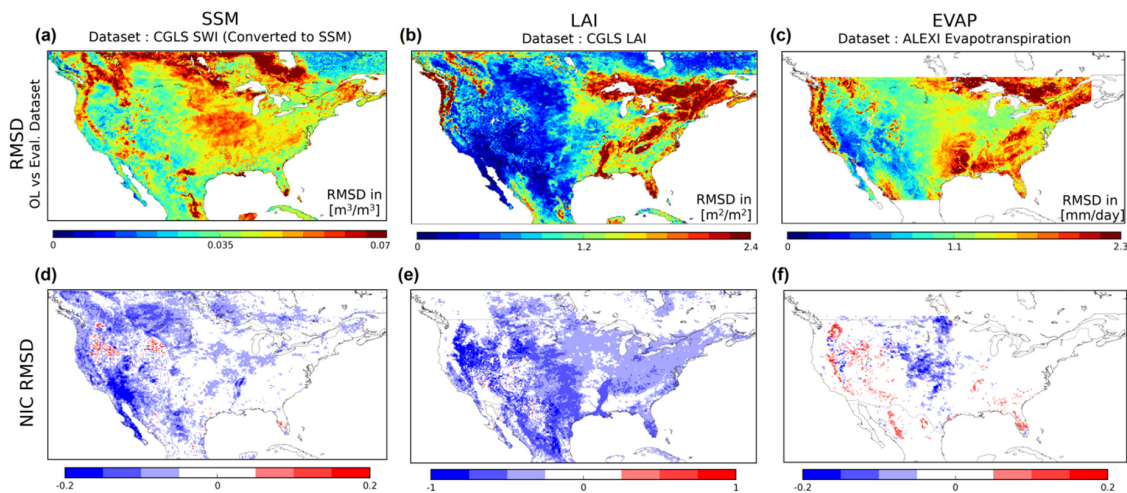 SSM
LAI
EVAP
(a)
Dataset : CGLS SWI (Converted to SSM)
(b)
Dataset : CGLS LAI
(c)
Dataset : ALEXI Evapotranspiration
RMSD
OL vs Eval. Dataset
RMSD in
[m³/m³]
RMSD in
[m²/m²]
RMSD in
[mm/day]
0 0.035 0.07
0 1.2 2.4
0 1.1 2.3
(d)
(e)
(f)
NIC RMSD
-0.2 0 0.2
-1 0 1
-0.2 0 0.2